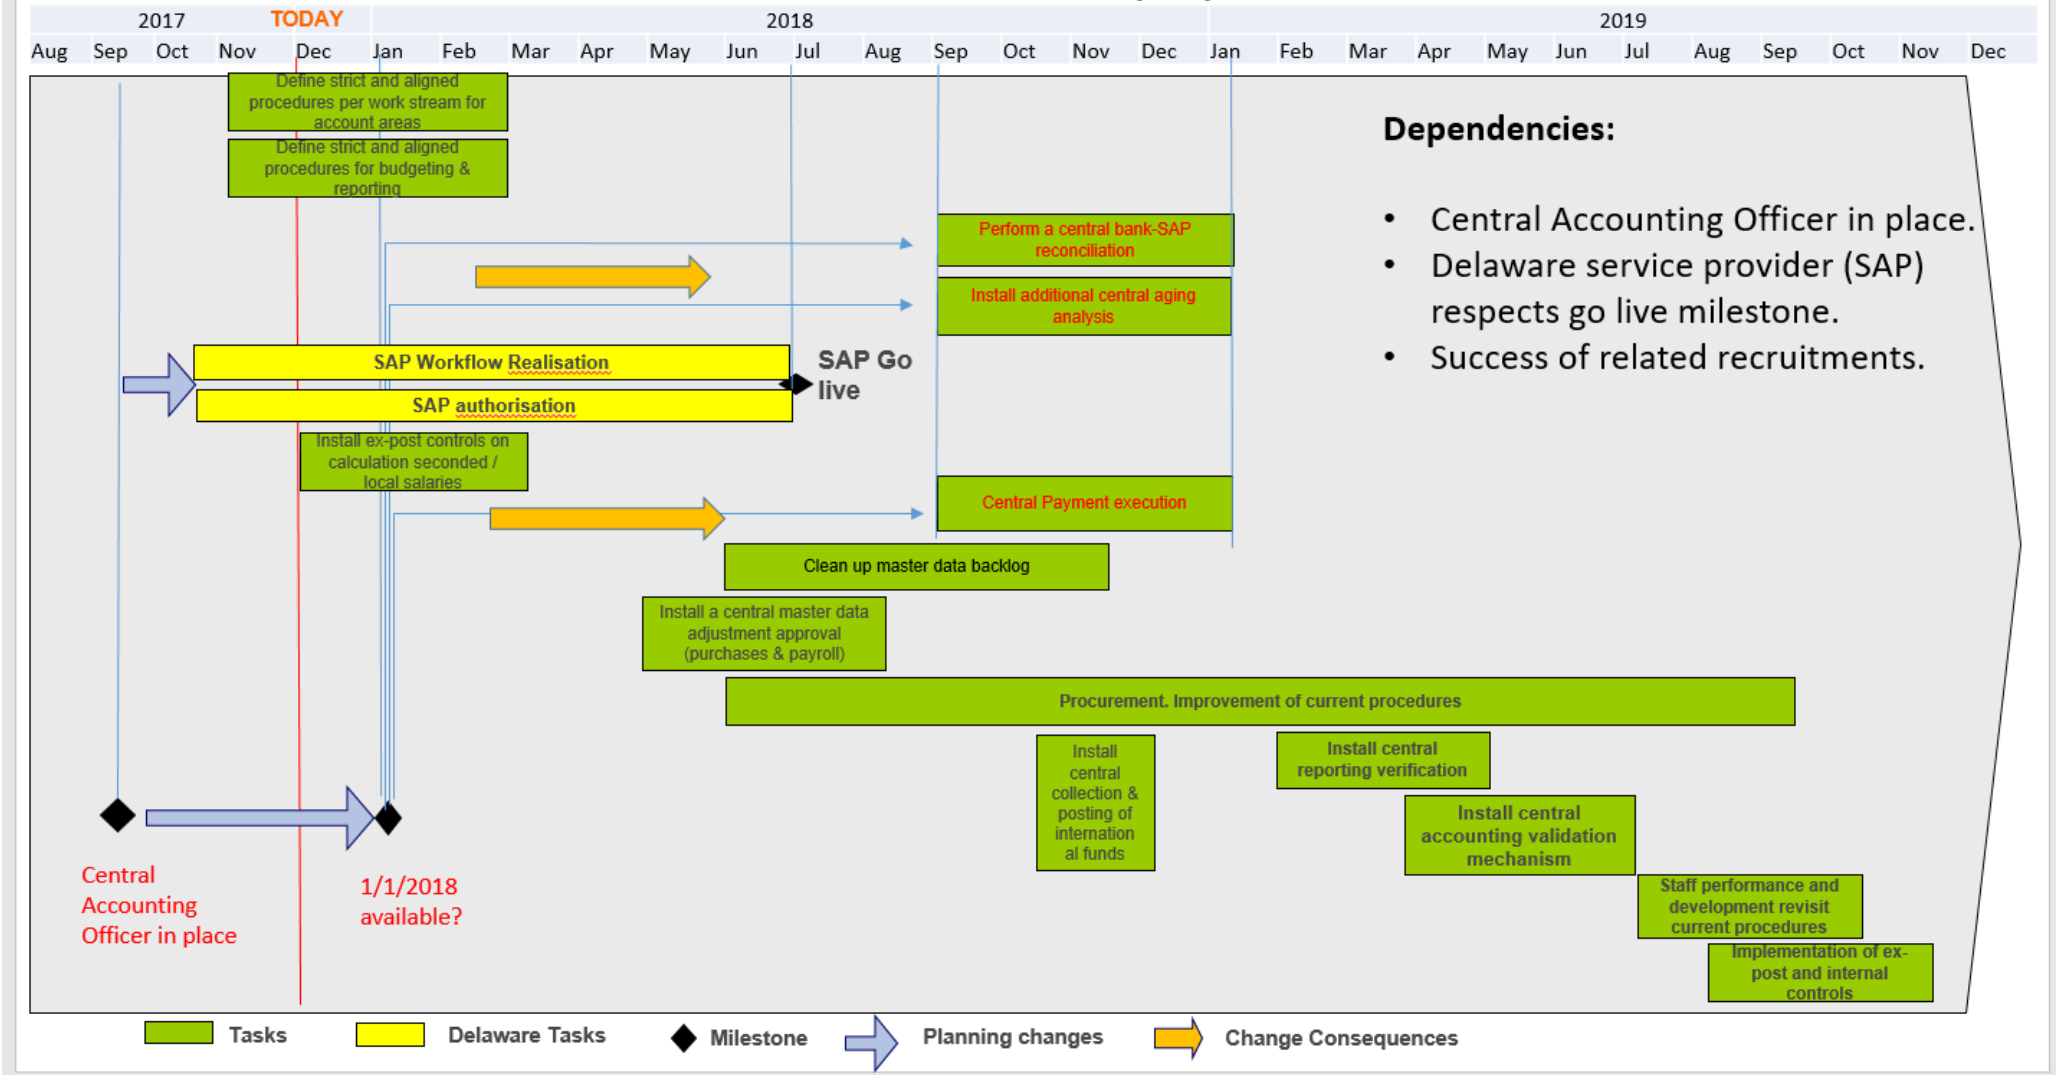 2017 TODAY 2018 2019
Aug Sep Oct Nov Dec Jan Feb Mar Apr May Jun Jul Aug Sep Oct Nov Dec Jan Feb Mar Apr May Jun Jul Aug Sep Oct Nov Dec
Define strict and aligned
procedures per work stream for
account areas
Define strict and aligned
procedures for budgeting &
reporting
Dependencies:
• Central Accounting Officer in place.
• Delaware service provider (SAP)
respects go live milestone.
• Success of related recruitments.
Perform a central bank-SAP
reconciliation
Install additional central aging
analysis
SAP Workflow Realisation
SAP authorisation
SAP Go
live
Install ex-post controls on
calculation seconded /
local salaries
Central Payment execution
Clean up master data backlog
Install a central master data
adjustment approval
(purchases & payroll)
Procurement. Improvement of current procedures
Install
central
collection &
posting of
internation
al funds
Install central
reporting verification
Install central
accounting validation
mechanism
Staff performance and
development revisit
current procedures
Implementation of ex-
post and internal
controls
Central
Accounting
Officer in place
1/1/2018
available?
Tasks
Delaware Tasks
Milestone
Planning changes
Change Consequences